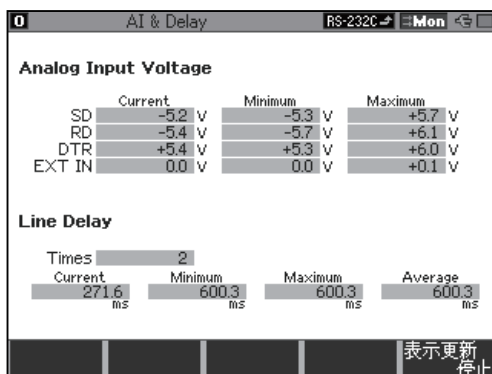 0 AI & Delay RS-232C Mon
Analog Input Voltage
Current Minimum Maximum
SD -5.2 V -5.3 V +5.7 V
RD -5.4 V -5.7 V +6.1 V
DTR +5.4 V +5.3 V +6.0 V
EXT IN 0.0 V 0.0 V +0.1 V
Line Delay
Times 2
Current Minimum Maximum Average
271.6 600.3 600.3 600.3
ms ms ms ms
表示更新
停止